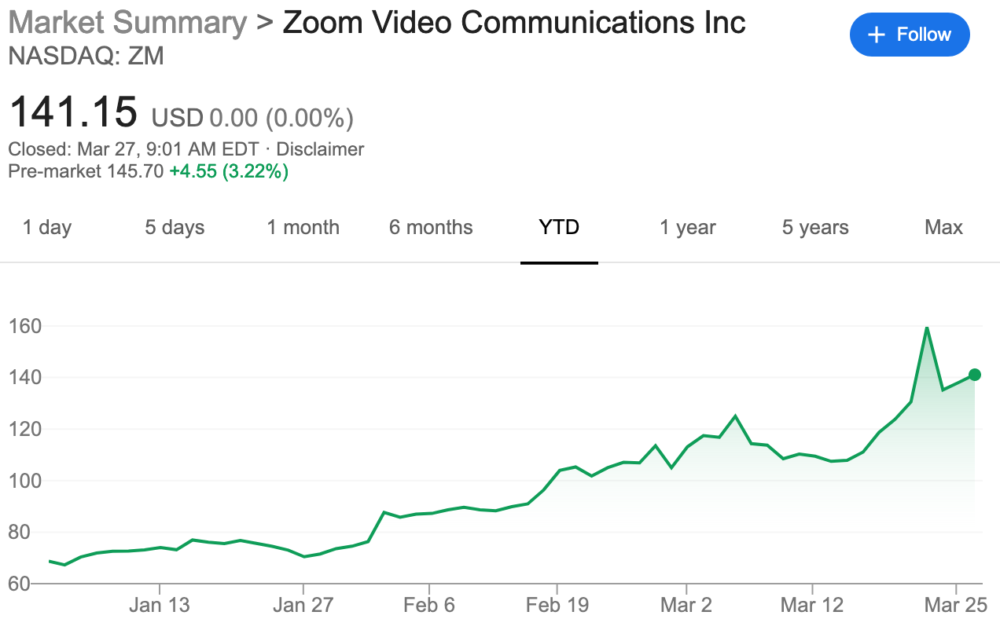 Market Summary > Zoom Video Communications Inc
+ Follow
NASDAQ: ZM
141.15 USD 0.00 (0.00%)
Closed: Mar 27, 9:01 AM EDT · Disclaimer
Pre-market 145.70 +4.55 (3.22%)
1 day 5 days 1 month 6 months YTD 1 year 5 years Max
160
140
120
100
80
60
Jan 13 Jan 27 Feb 6 Feb 19 Mar 2 Mar 12 Mar 25